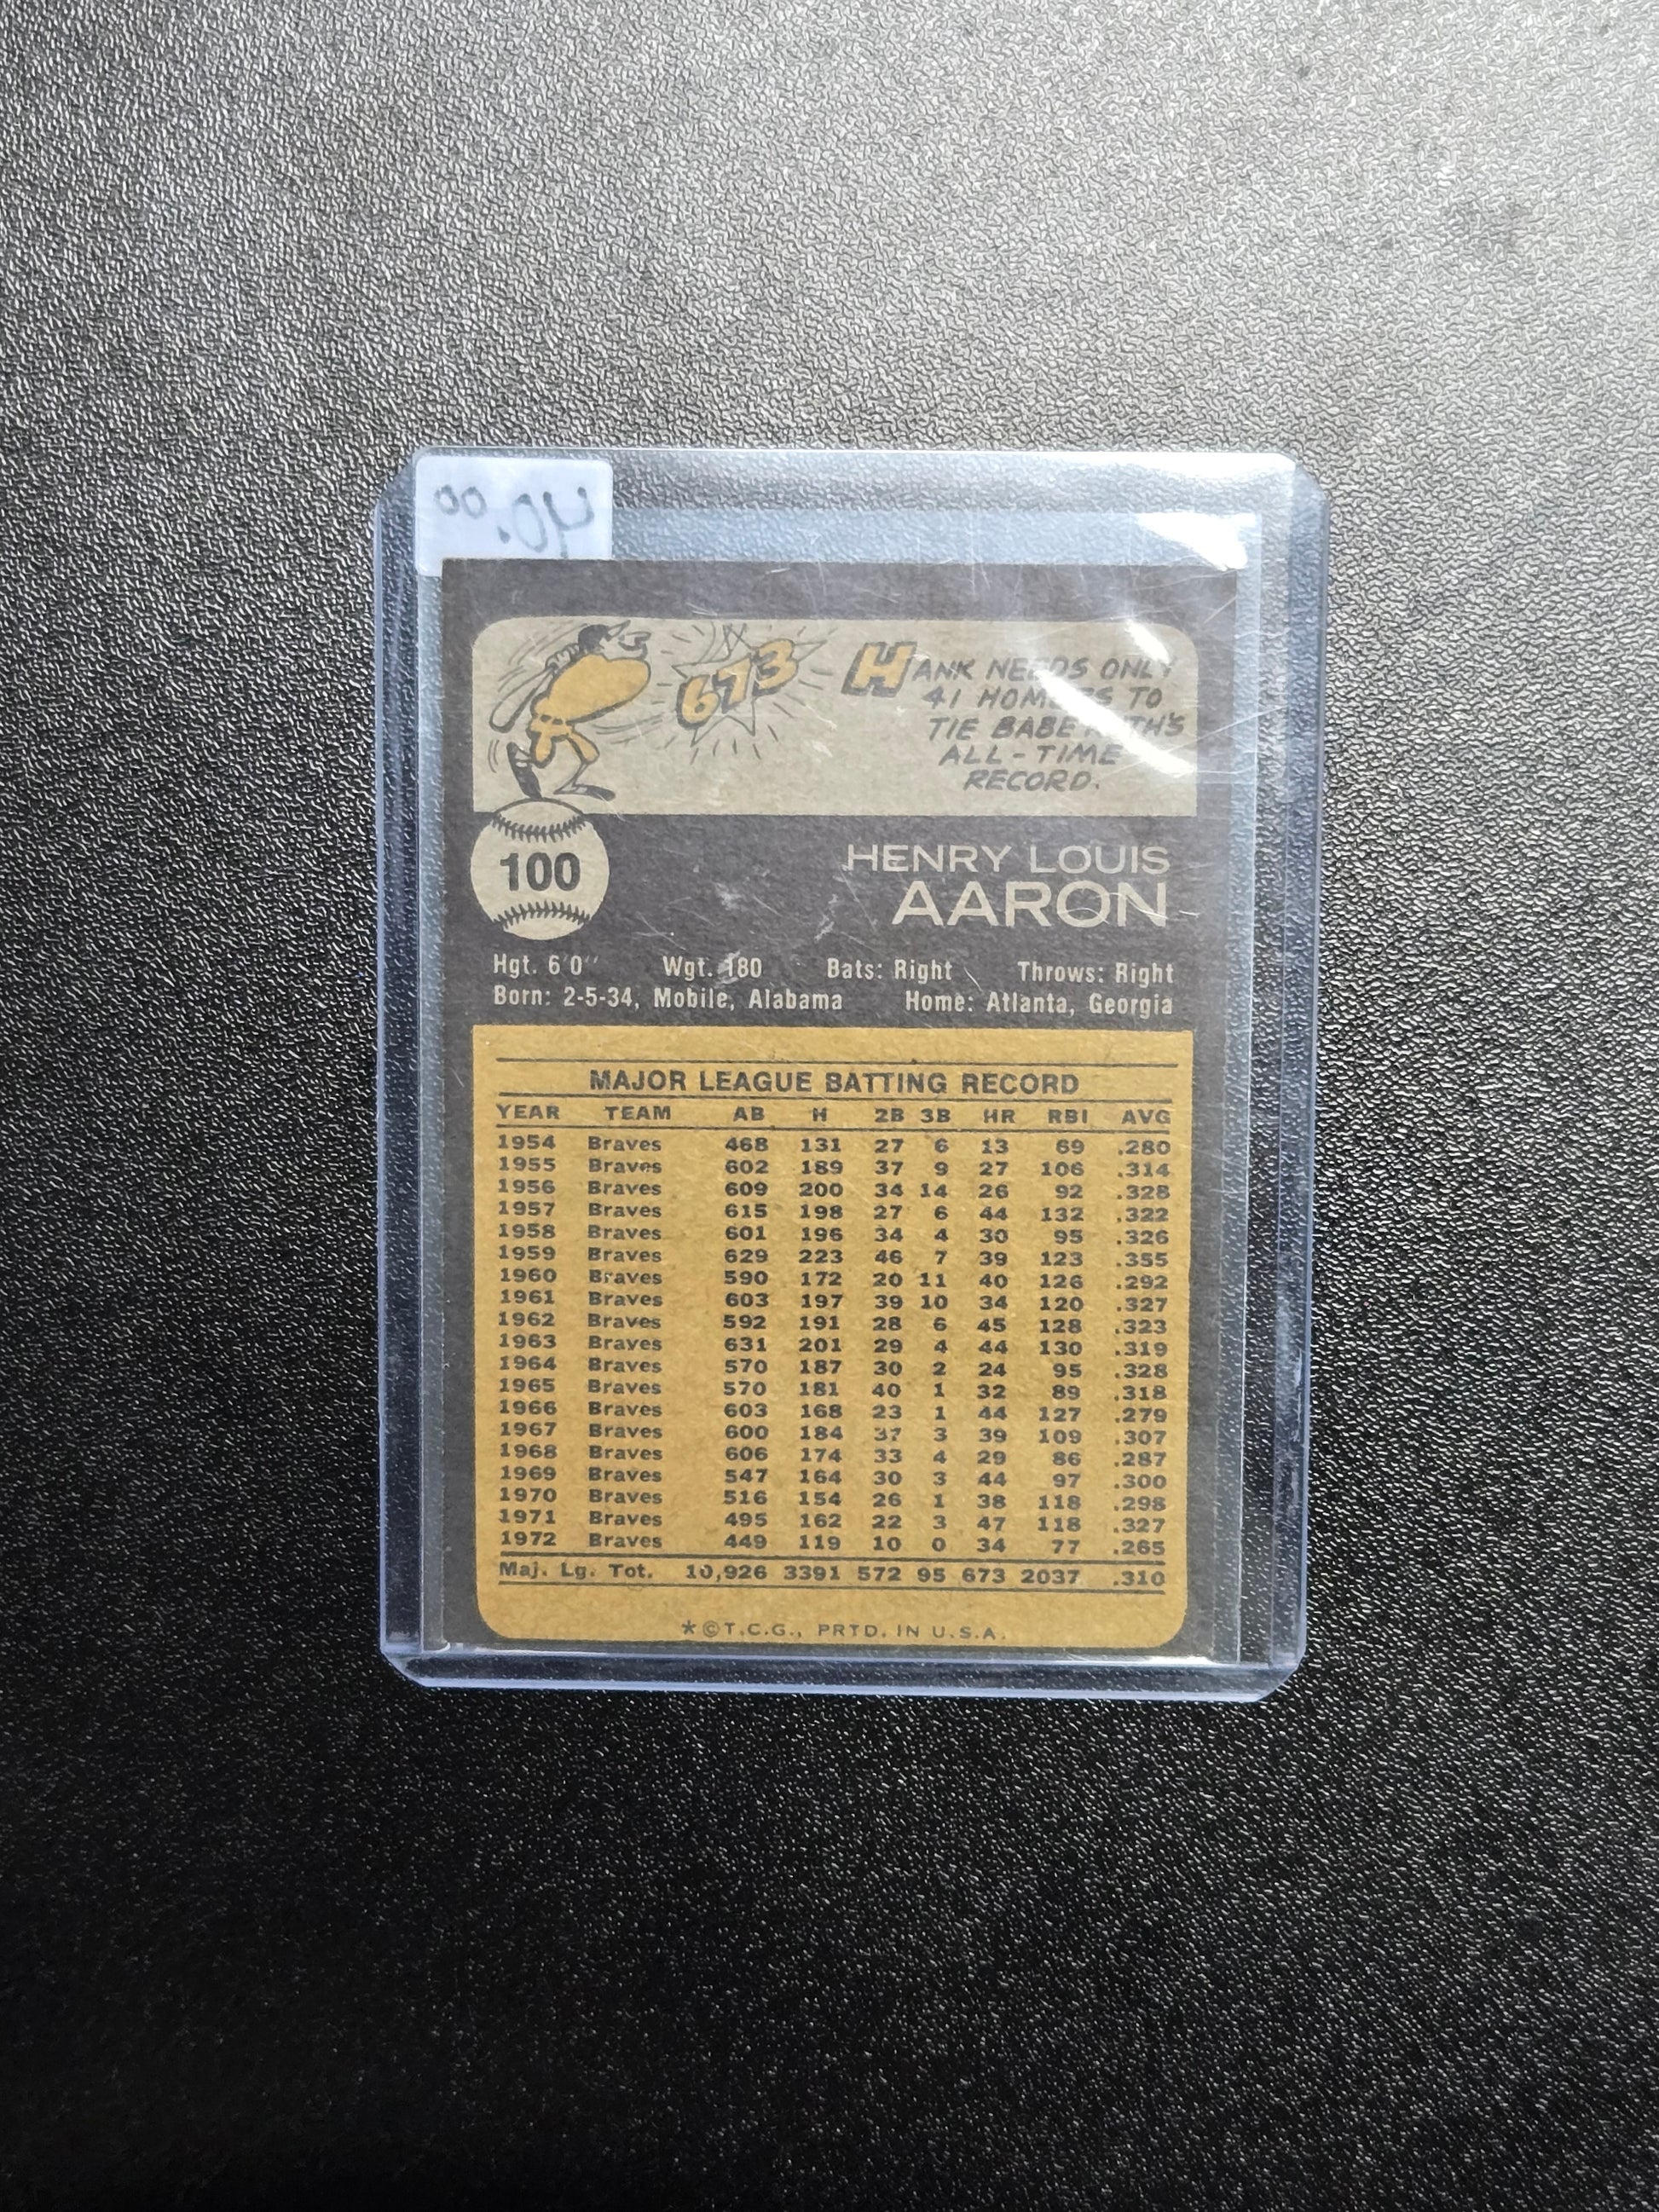 40.00
673
HANK NEEDS ONLY
41 HOMERS TO
TIE BABE RUTH'S
ALL-TIME
RECORD.
100
HENRY LOUIS
AARON
Hgt. 6'0" Wgt. 180 Bats: Right Throws: Right
Born: 2-5-34, Mobile, Alabama Home: Atlanta, Georgia
MAJOR LEAGUE BATTING RECORD
YEAR TEAM AB H 2B 3B HR RBI AVG
1954 Braves 468 131 27 6 13 69 .280
1955 Braves 602 189 37 9 27 106 .314
1956 Braves 609 200 34 14 26 92 .328
1957 Braves 615 198 27 6 44 132 .322
1958 Braves 601 196 34 4 30 95 .326
1959 Braves 629 223 46 7 39 123 .355
1960 Braves 590 172 20 11 40 126 .292
1961 Braves 603 197 39 10 34 120 .327
1962 Braves 592 191 28 6 45 128 .323
1963 Braves 631 201 29 4 44 130 .319
1964 Braves 570 187 30 2 24 95 .328
1965 Braves 570 181 40 1 32 89 .318
1966 Braves 603 168 23 1 44 127 .279
1967 Braves 600 184 37 3 39 109 .307
1968 Braves 606 174 33 4 29 86 .287
1969 Braves 547 164 30 3 44 97 .300
1970 Braves 516 154 26 1 38 118 .298
1971 Braves 495 162 22 3 47 118 .327
1972 Braves 449 119 10 0 34 77 .265
Maj. Lg. Tot. 10,926 3391 572 95 673 2037 .310
*©T.C.G., PRTD. IN U.S.A.